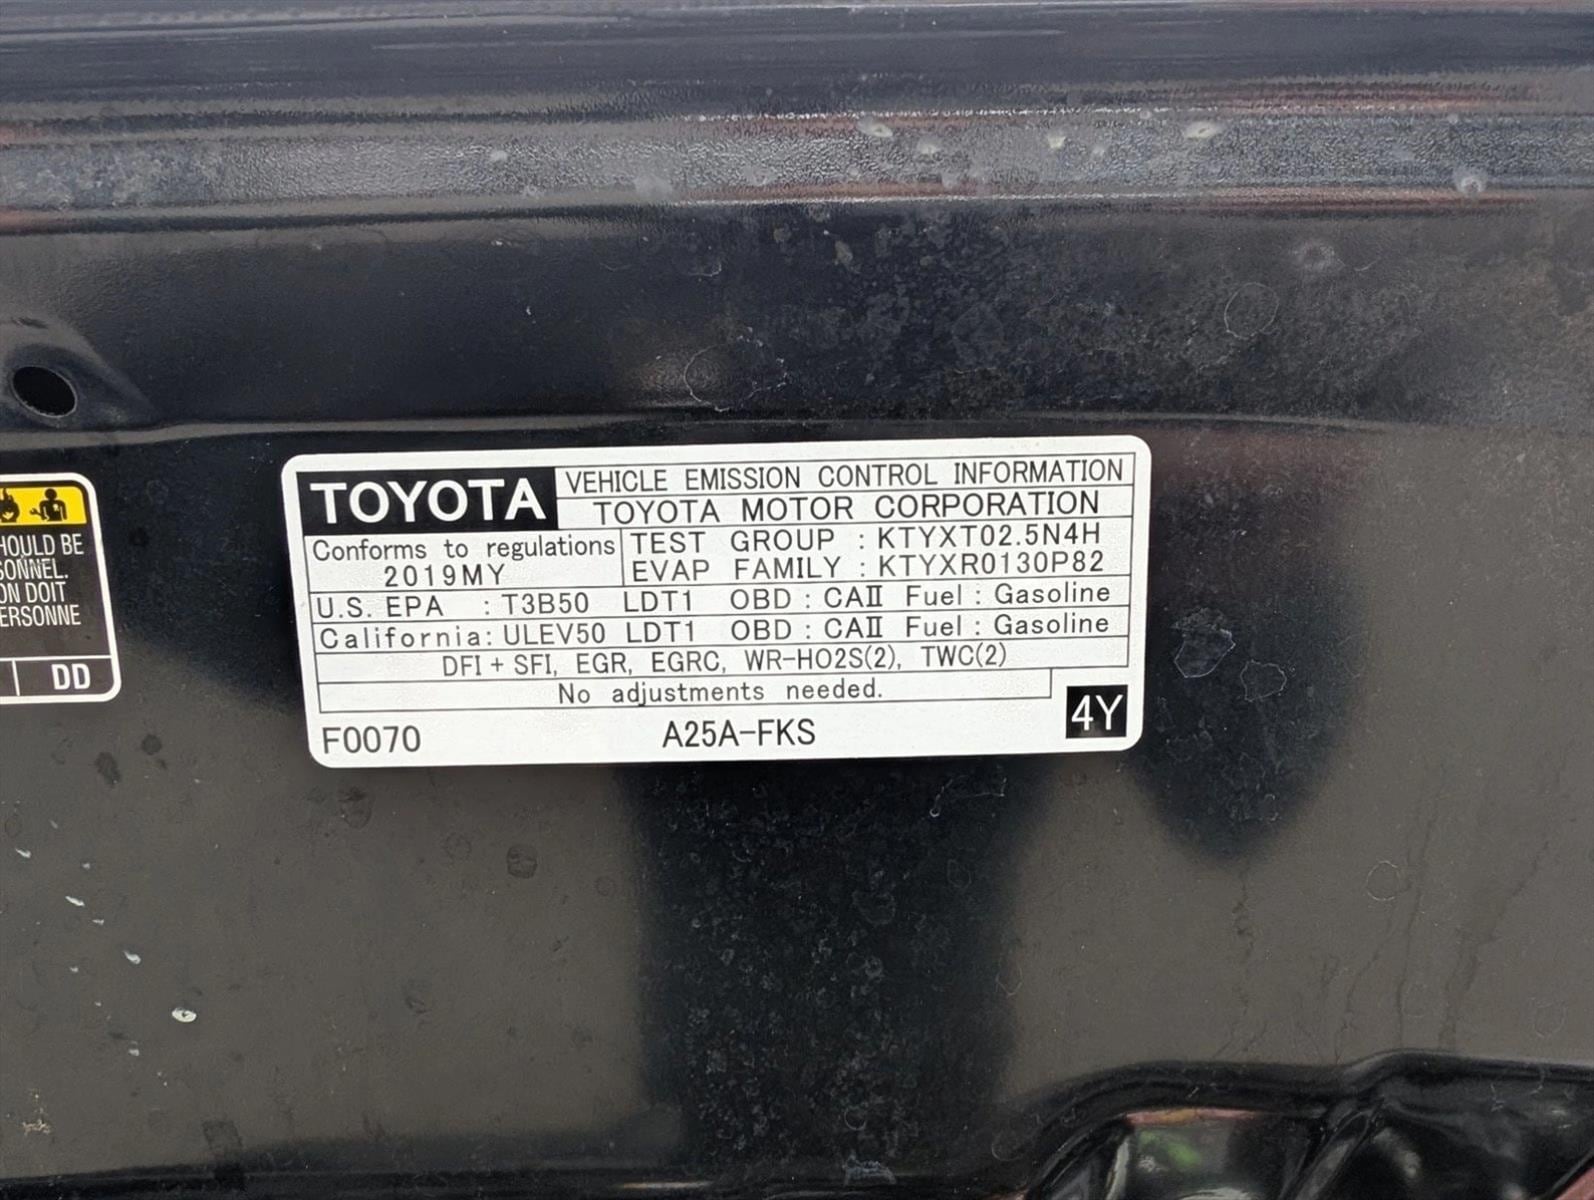 TOYOTA
VEHICLE EMISSION CONTROL INFORMATION
TOYOTA MOTOR CORPORATION
Conforms to regulations
2019MY
TEST GROUP : KTYXT02.5N4H
EVAP FAMILY : KTYXR0130P82
U.S. EPA : T3B50 LDT1 OBD : CAII Fuel : Gasoline
California: ULEV50 LDT1 OBD : CAII Fuel : Gasoline
DFI + SFI, EGR, EGRC, WR-HO2S(2), TWC(2)
No adjustments needed.
F0070 A25A-FKS 4Y
HOULD BE
SONNEL.
ON DOIT
ERSONNE
DD